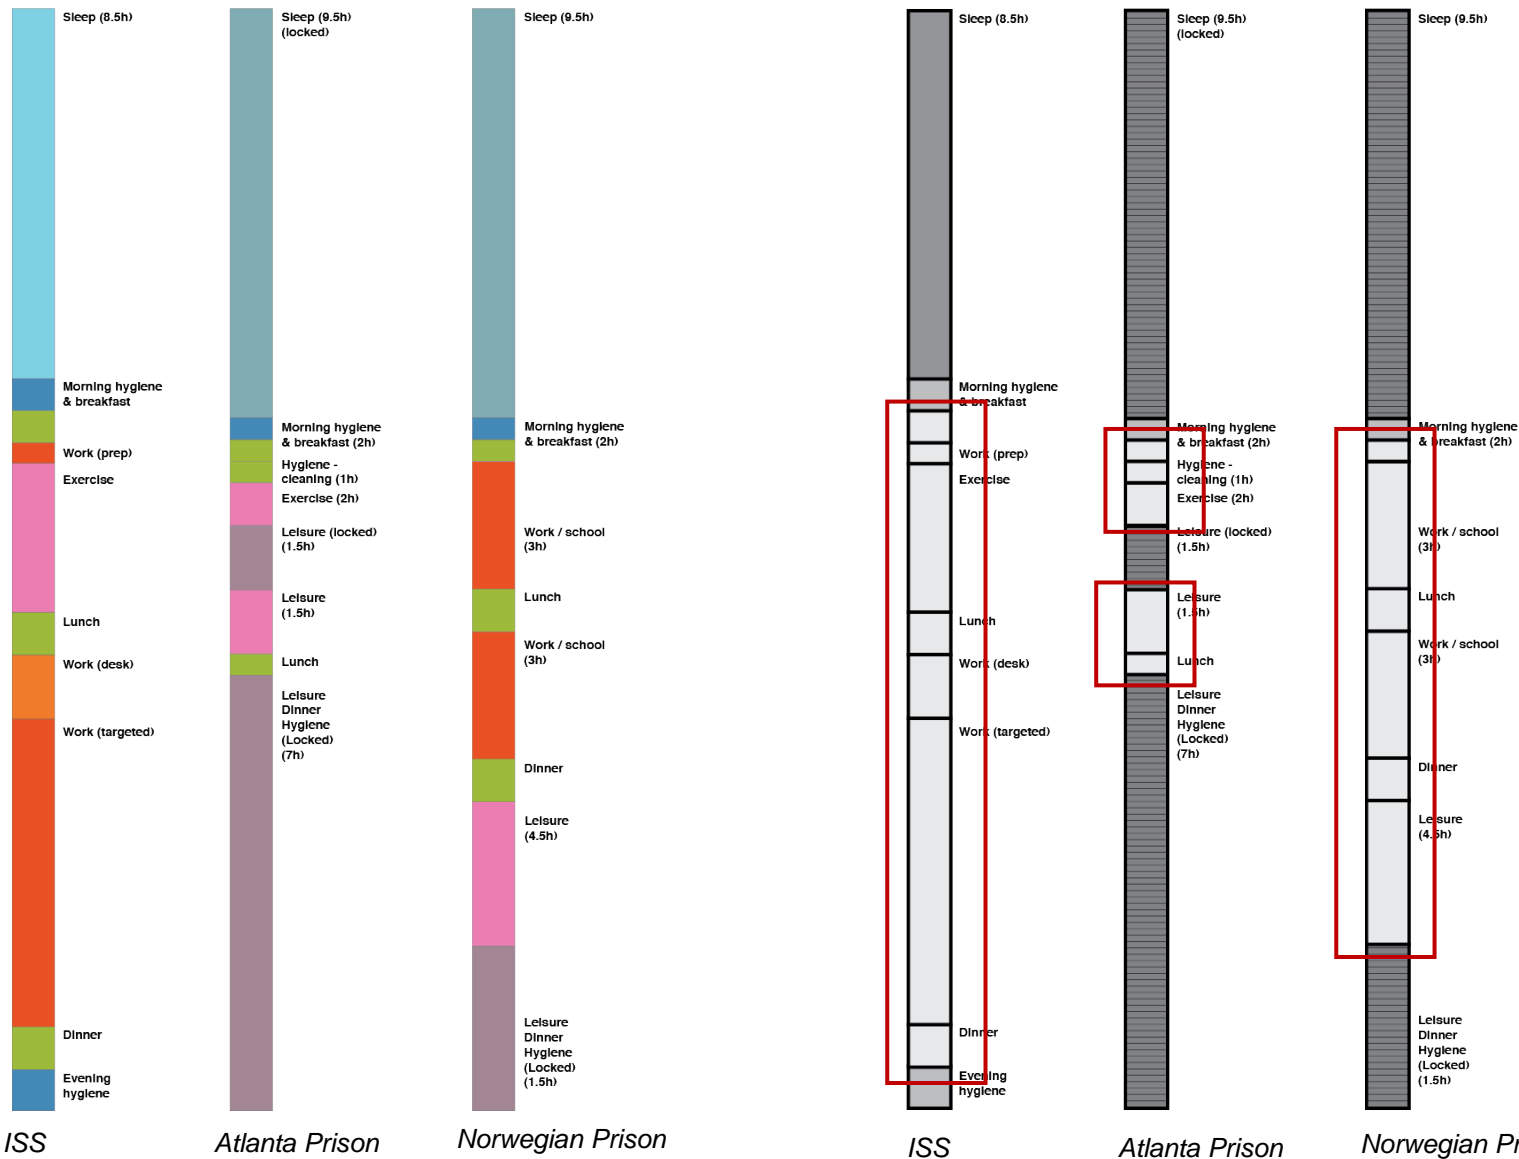 Sleep (8.5h)
Morning hygiene
& breakfast
Work (prep)
Exercise
Lunch
Work (desk)
Work (targeted)
Dinner
Evening
hygiene
ISS
Sleep (9.5h)
(locked)
Morning hygiene
& breakfast (2h)
Hygiene -
cleaning (1h)
Exercise (2h)
Leisure (locked)
(1.5h)
Leisure
(1.5h)
Lunch
Leisure
Dinner
Hygiene
(Locked)
(7h)
Atlanta Prison
Sleep (9.5h)
Morning hygiene
& breakfast (2h)
Work / school
(3h)
Lunch
Work / school
(3h)
Dinner
Leisure
(4.5h)
Leisure
Dinner
Hygiene
(Locked)
(1.5h)
Norwegian Prison
Sleep (8.5h)
Morning hygiene
& breakfast
Work (prep)
Exercise
Lunch
Work (desk)
Work (targeted)
Dinner
Evening
hygiene
ISS
Sleep (9.5h)
(locked)
Morning hygiene
& breakfast (2h)
Hygiene -
cleaning (1h)
Exercise (2h)
Leisure (locked)
(1.5h)
Leisure
(1.5h)
Lunch
Leisure
Dinner
Hygiene
(Locked)
(7h)
Atlanta Prison
Sleep (9.5h)
Morning hygiene
& breakfast (2h)
Work / school
(3h)
Lunch
Work / school
(3h)
Dinner
Leisure
(4.5h)
Leisure
Dinner
Hygiene
(Locked)
(1.5h)
Norwegian Pr